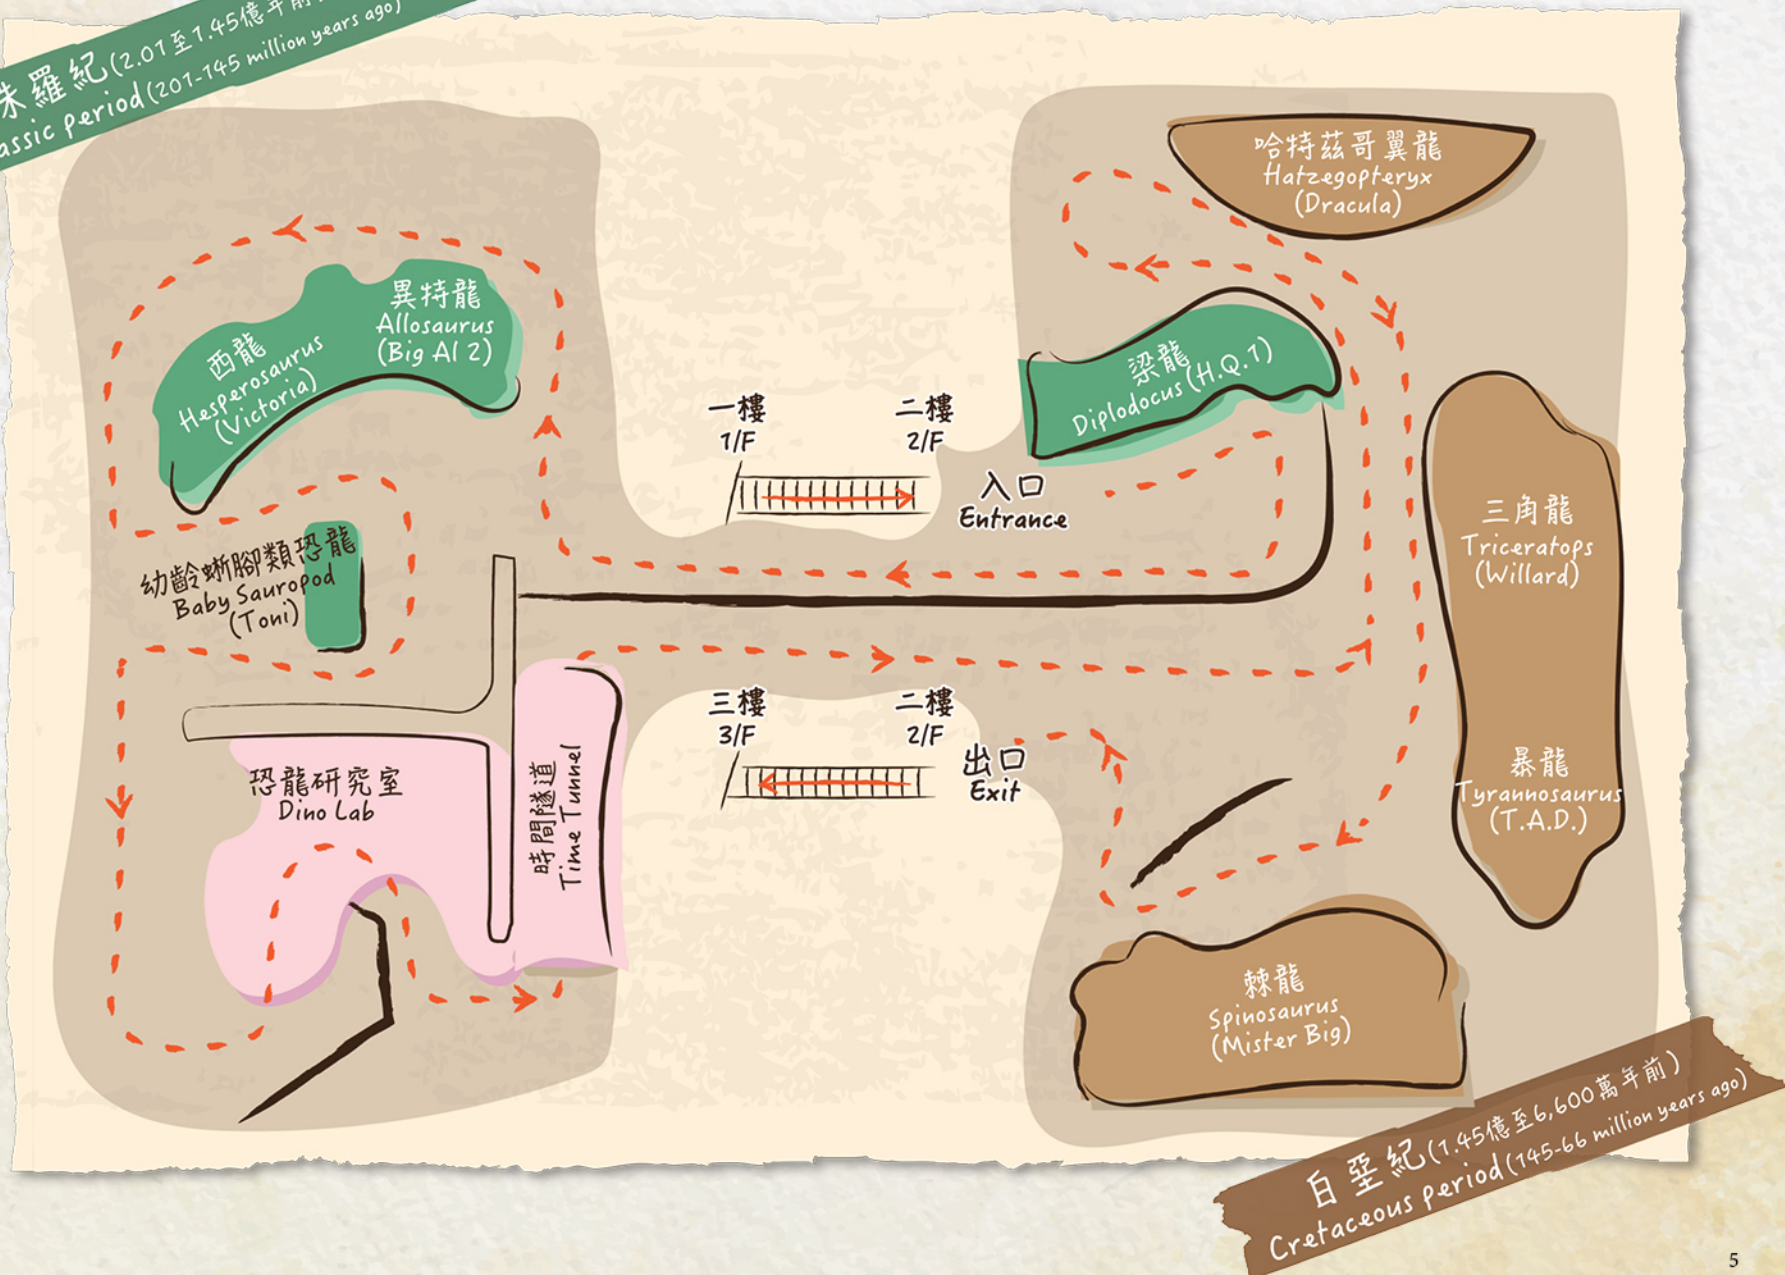 朱羅紀(2.01至1.45億年前
assic period(201-145 million years ago)
哈特茲哥翼龍
Hatzegopteryx
(Dracula)
異特龍
Allosaurus
(Big Al 2)
西龍
Hesperosaurus
(Victoria)
梁龍
Diplodocus(H.Q.1)
一樓
1/F
二樓
2/F
入口
Entrance
三角龍
Triceratops
(Willard)
幼齡蜥腳類恐龍
Baby Sauropod
(Toni)
三樓
3/F
二樓
2/F
出口
Exit
恐龍研究室
Dino Lab
時間隧道
Time Tunnel
暴龍
Tyrannosaurus
(T.A.D.)
棘龍
Spinosaurus
(Mister Big)
白堊紀(1.45億至6,600萬年前)
Cretaceous period(145-66 million years ago)
5